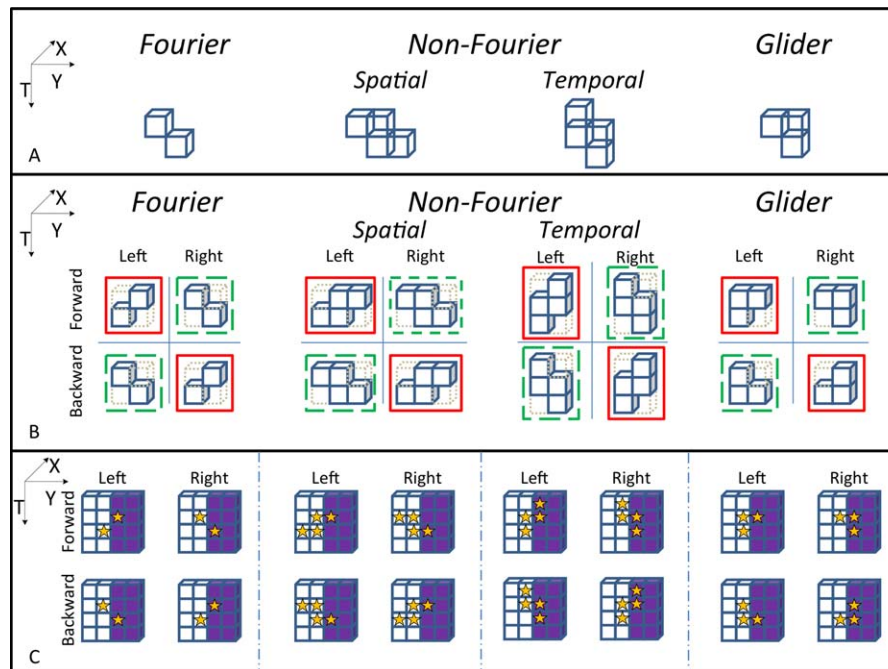 Fourier Non-Fourier Glider
Spatial Temporal
X
Y
T
A
Fourier Non-Fourier Glider
Spatial Temporal
X
Y
T
Left Right Left Right Left Right Left Right
Forward
Backward
B
X
Y
T
Left Right Left Right Left Right Left Right
Forward
Backward
C